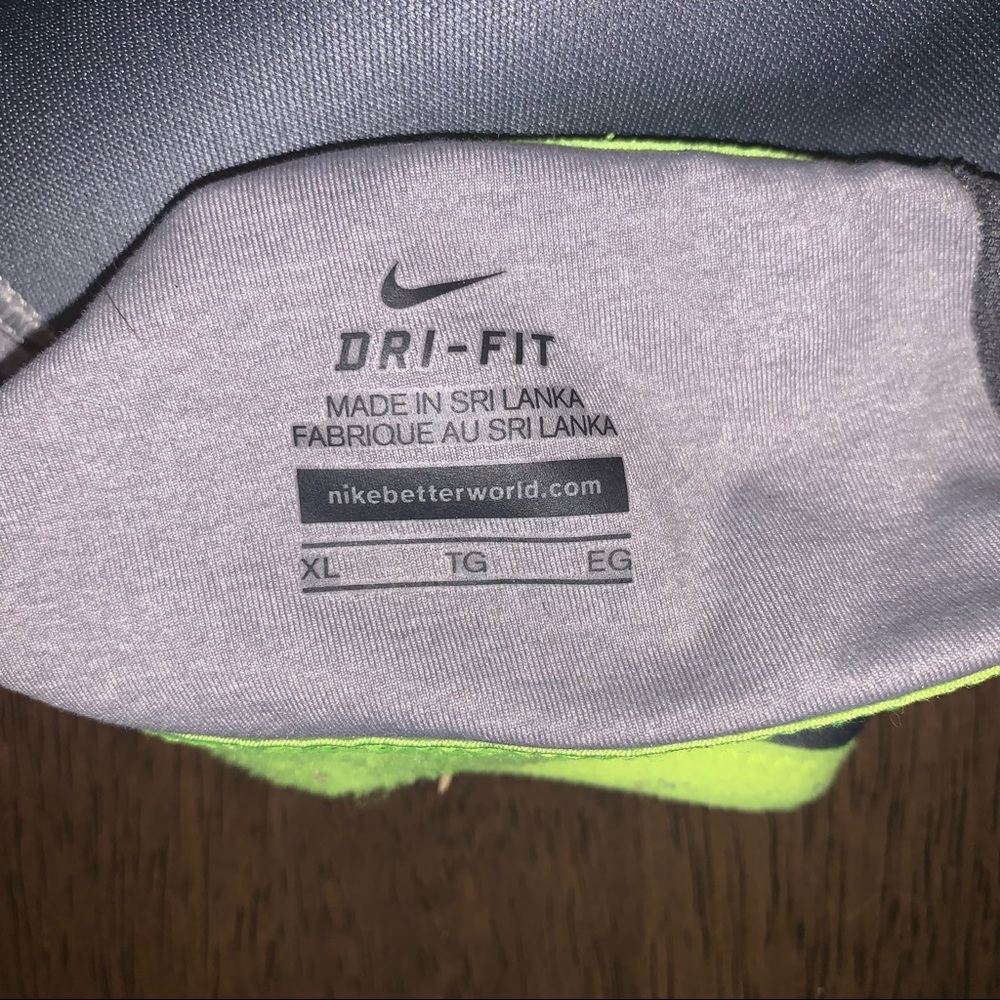 DRI-FIT
MADE IN SRI LANKA
FABRIQUE AU SRI LANKA
nikebetterworld.com
XL TG EG